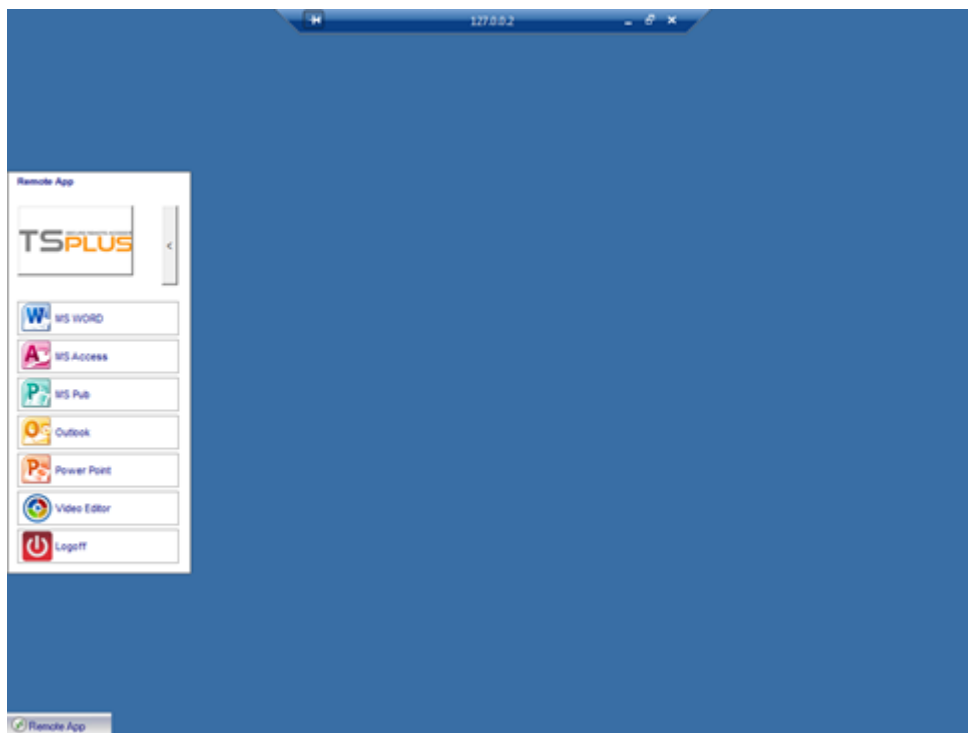 127.0.0.2
Remote App
TSPLUS
<
MS WORD
MS Access
MS Pub
Outlook
Power Point
Video Editor
Logoff
Remote App